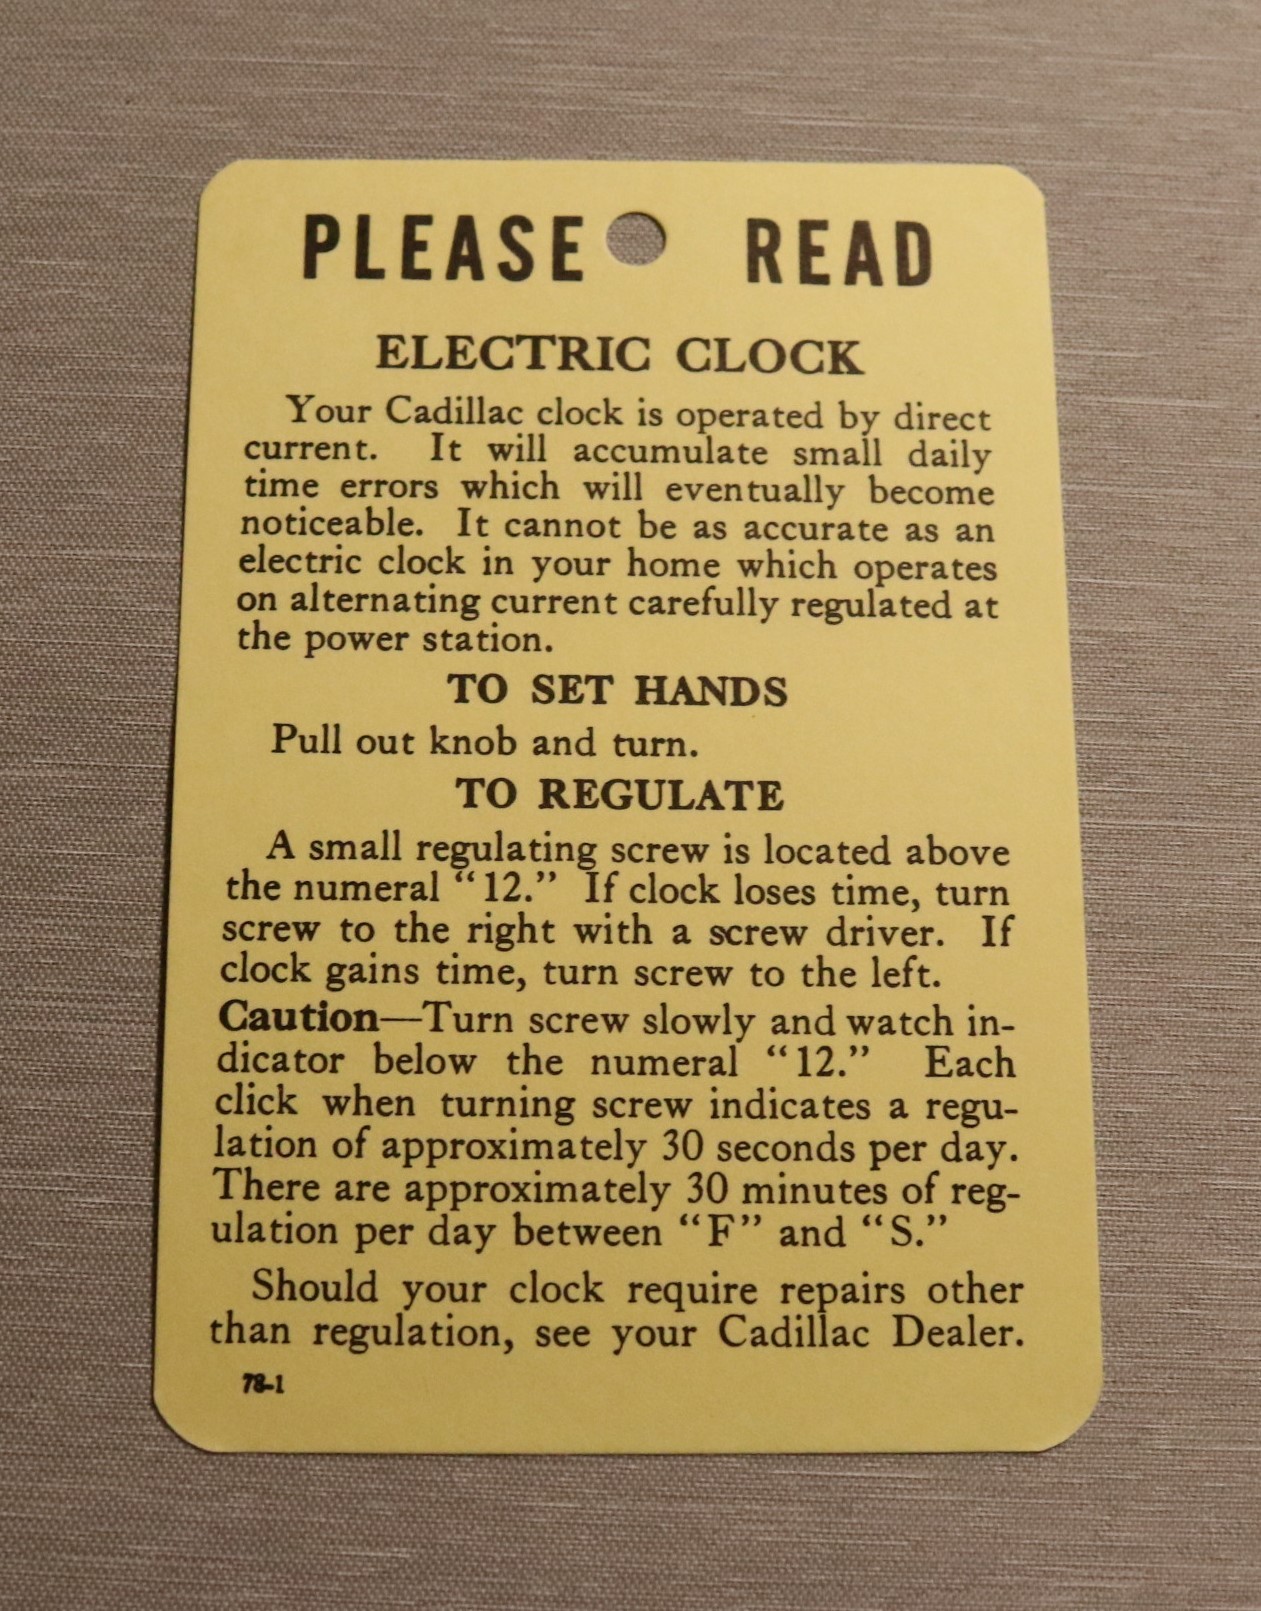 PLEASE READ
ELECTRIC CLOCK
Your Cadillac clock is operated by direct
current. It will accumulate small daily
time errors which will eventually become
noticeable. It cannot be as accurate as an
electric clock in your home which operates
on alternating current carefully regulated at
the power station.
TO SET HANDS
Pull out knob and turn.
TO REGULATE
A small regulating screw is located above
the numeral “12.” If clock loses time, turn
screw to the right with a screw driver. If
clock gains time, turn screw to the left.
Caution—Turn screw slowly and watch in-
dicator below the numeral “12.” Each
click when turning screw indicates a regu-
lation of approximately 30 seconds per day.
There are approximately 30 minutes of reg-
ulation per day between “F” and “S.”
Should your clock require repairs other
than regulation, see your Cadillac Dealer.
78-1